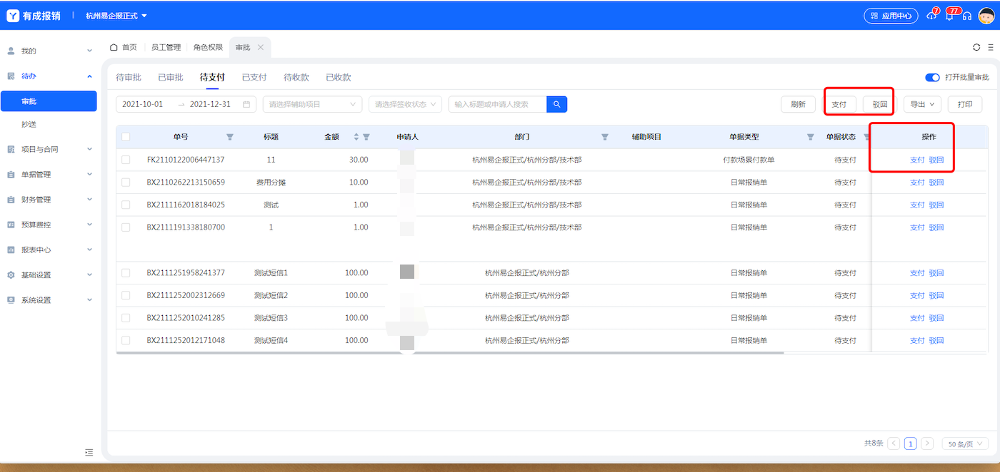 有成报销 杭州易企报正式 应用中心 7 77
我的
待办
审批
抄送
项目与合同
单据管理
财务管理
预算费控
报表中心
基础设置
系统设置
首页 员工管理 角色权限 审批
待审批 已审批 待支付 已支付 待收款 已收款 打开批量审批
2021-10-01 → 2021-12-31 请选择辅助项目 请选择签收状态 输入标题或申请人搜索 刷新 支付 驳回 导出 打印
单号 标题 金额 申请人 部门 辅助项目 单据类型 单据状态 操作
FK2110122006447137 11 30.00 杭州易企报正式/杭州分部/技术部 付款场景付款单 待支付 支付 驳回
BX2110262213150659 费用分摊 10.00 杭州易企报正式/杭州分部/技术部 日常报销单 待支付 支付 驳回
BX2111162018184025 测试 1.00 杭州易企报正式/杭州分部/技术部 日常报销单 待支付 支付 驳回
BX2111191338180700 1 1.00 杭州易企报正式/杭州分部/技术部 日常报销单 待支付 支付 驳回
BX2111251958241377 测试短信1 100.00 杭州易企报正式/杭州分部 日常报销单 待支付 支付 驳回
BX2111252002312669 测试短信2 100.00 杭州易企报正式/杭州分部 日常报销单 待支付 支付 驳回
BX2111252010241285 测试短信3 100.00 杭州易企报正式/杭州分部 日常报销单 待支付 支付 驳回
BX2111252012171048 测试短信4 100.00 杭州易企报正式/杭州分部 日常报销单 待支付 支付 驳回
共8条 < 1 > 50 条/页